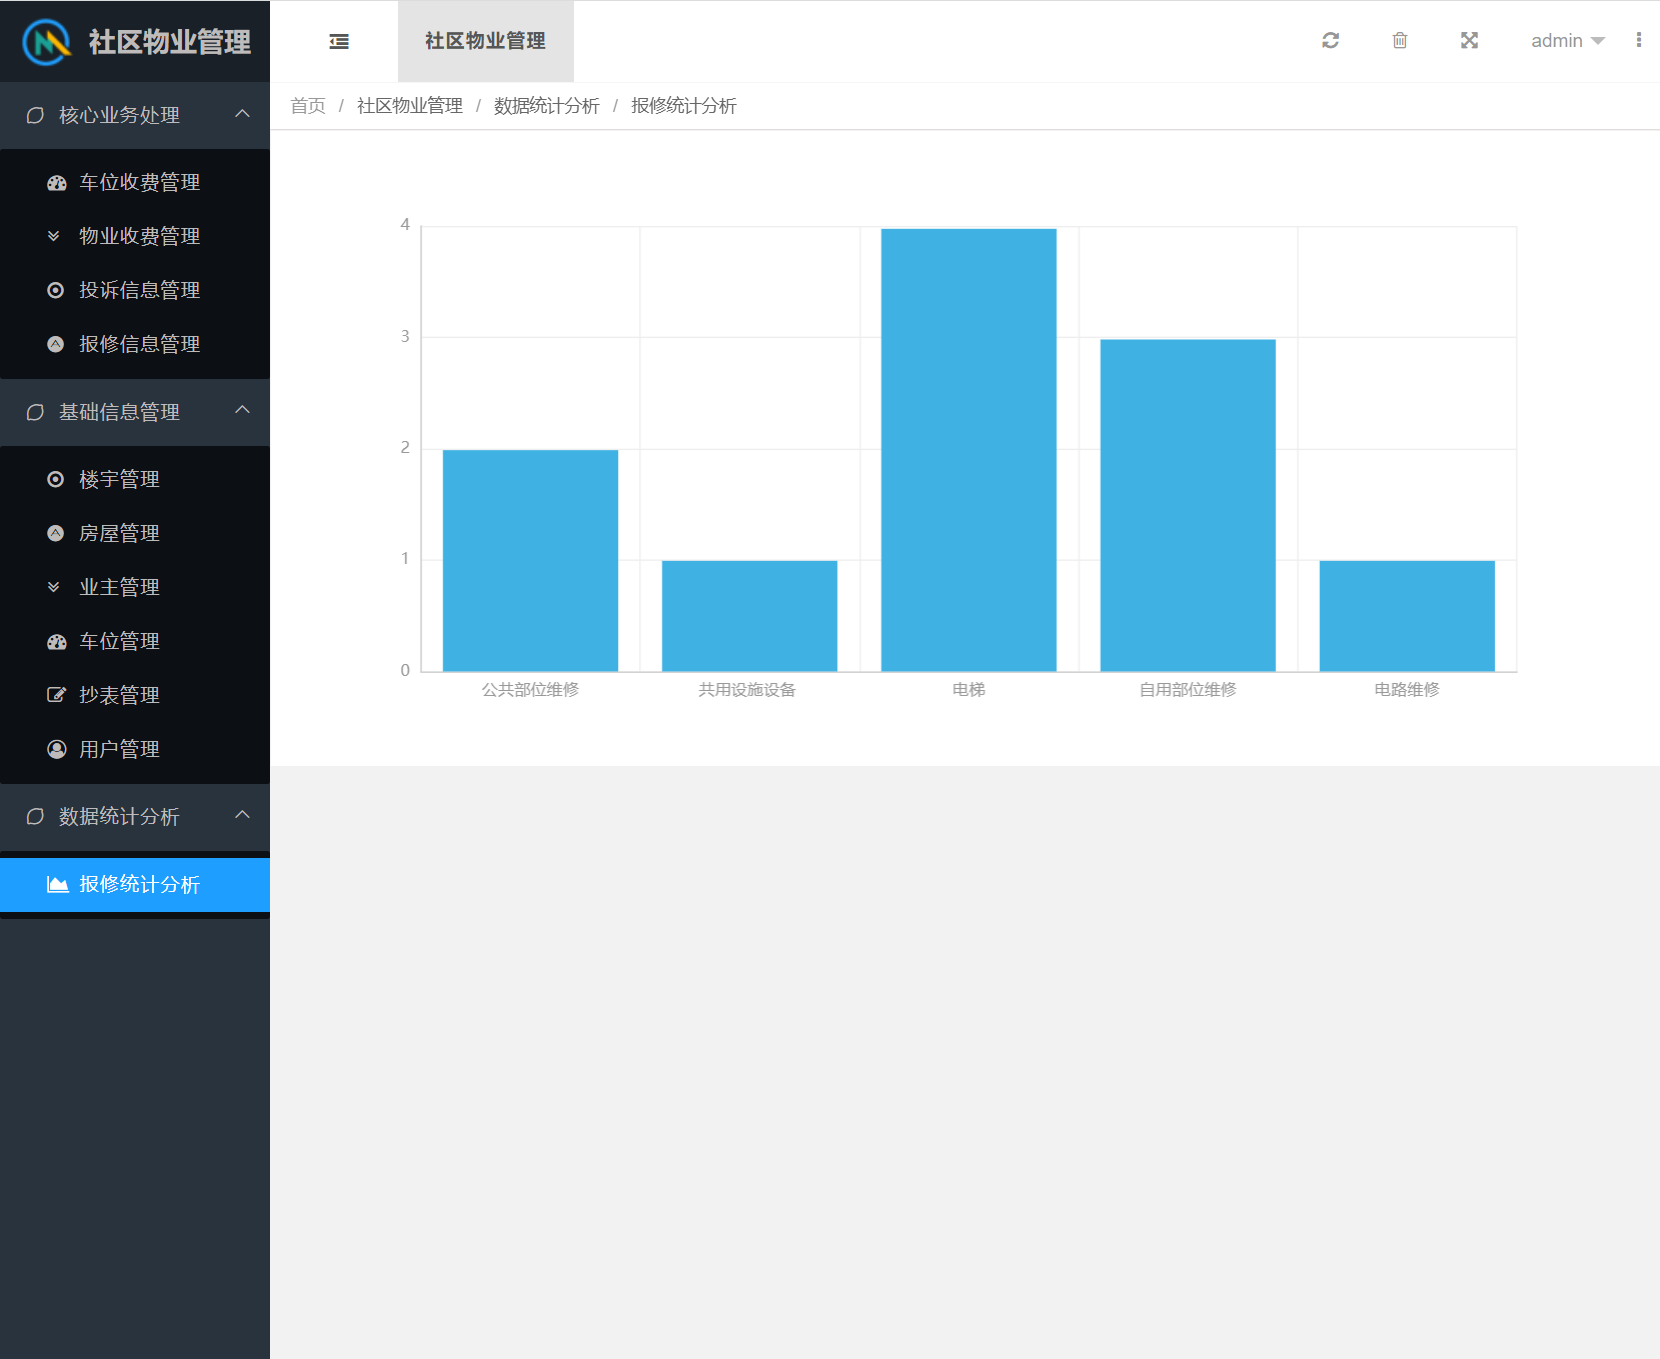 社区物业管理
社区物业管理
admin
首页 / 社区物业管理 / 数据统计分析 / 报修统计分析
核心业务处理
车位收费管理
物业收费管理
投诉信息管理
报修信息管理
基础信息管理
楼宇管理
房屋管理
业主管理
车位管理
抄表管理
用户管理
数据统计分析
报修统计分析
4
3
2
1
0
公共部位维修 共用设施设备 电梯 自用部位维修 电路维修